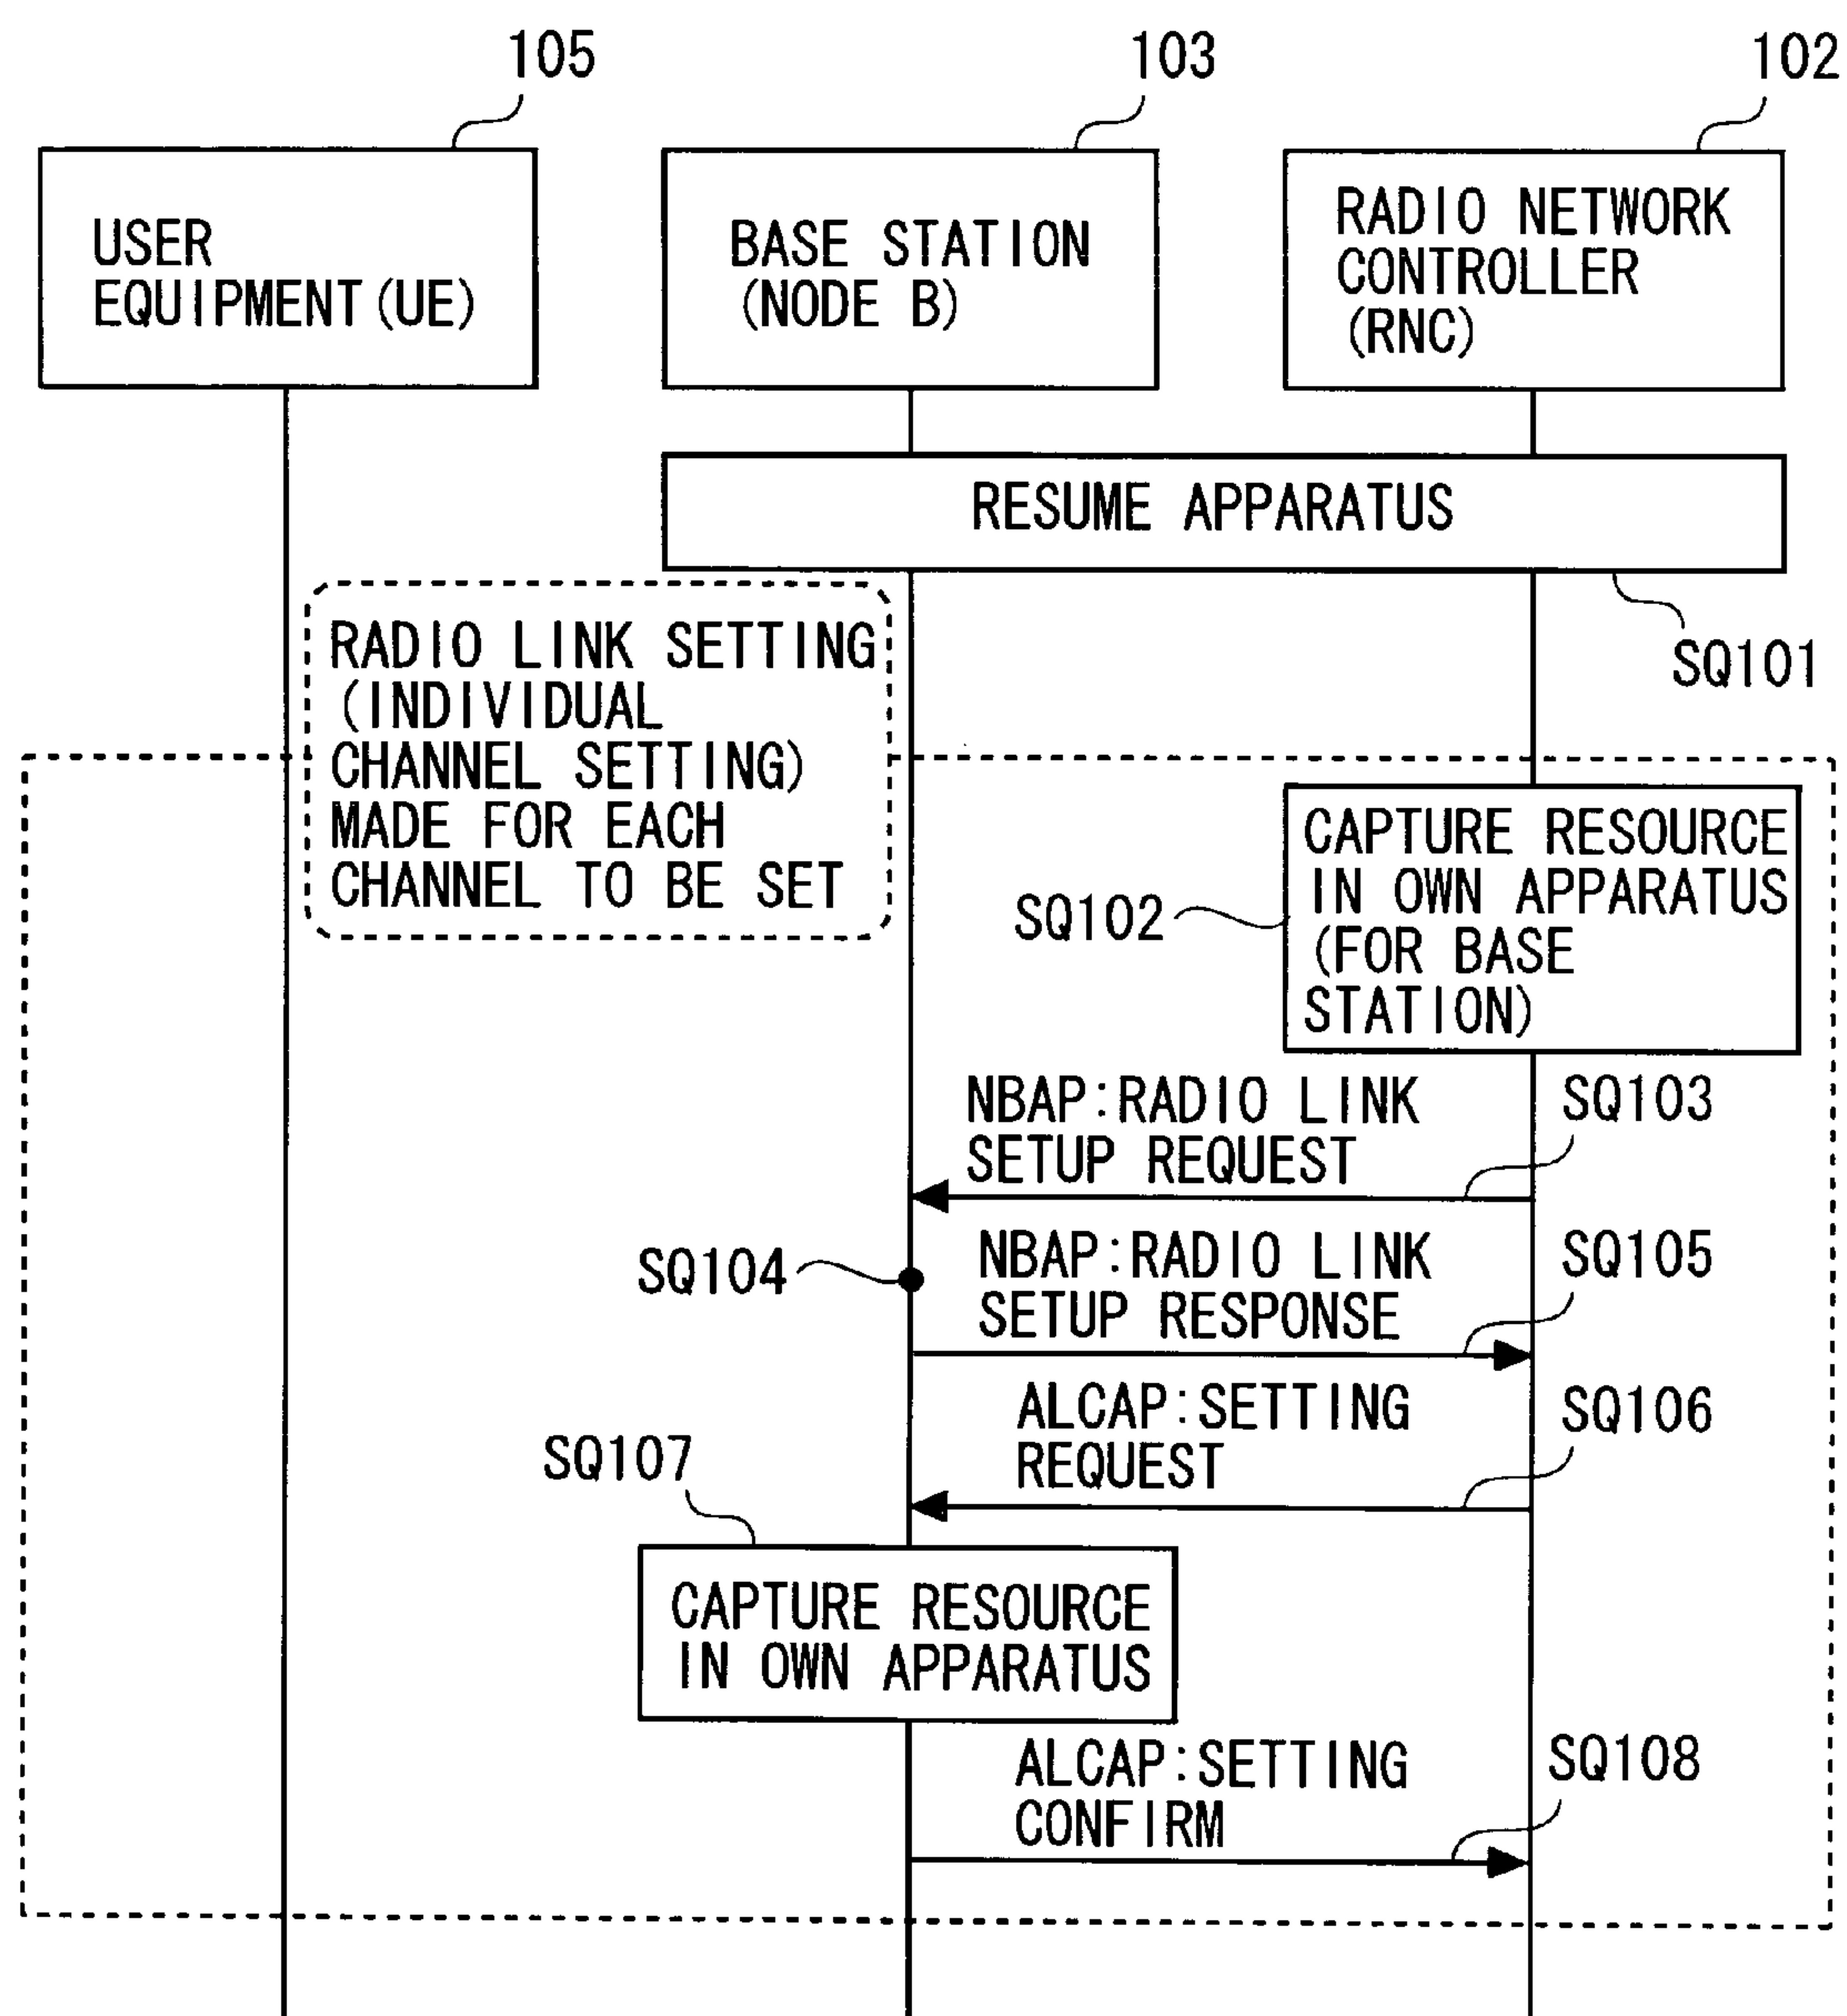 105
103
102
USER
EQUIPMENT(UE)
BASE STATION
(NODE B)
RADIO NETWORK
CONTROLLER
(RNC)
RESUME APPARATUS
SQ101
RADIO LINK SETTING
(INDIVIDUAL
CHANNEL SETTING)
MADE FOR EACH
CHANNEL TO BE SET
CAPTURE RESOURCE
IN OWN APPARATUS
(FOR BASE
STATION)
SQ102
NBAP:RADIO LINK
SETUP REQUEST
SQ103
SQ104
NBAP:RADIO LINK
SETUP RESPONSE
SQ105
ALCAP:SETTING
REQUEST
SQ106
SQ107
CAPTURE RESOURCE
IN OWN APPARATUS
ALCAP:SETTING
CONFIRM
SQ108